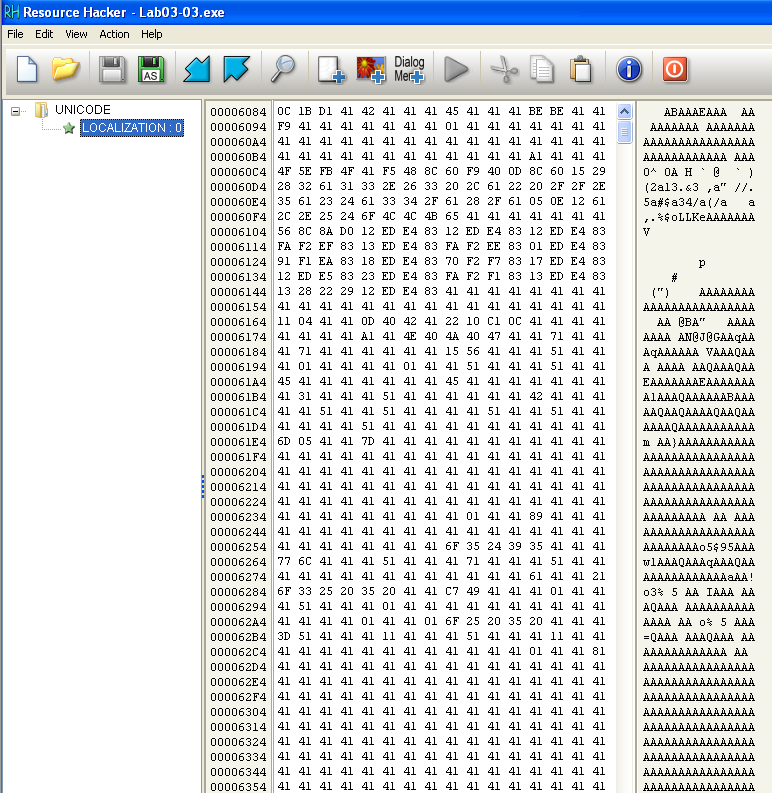 Resource Hacker - Lab03-03.exe
File Edit View Action Help
AS Dialog Men
UNICODE
LOCALIZATION : 0
00006084 0C 1B D1 41 42 41 41 41 45 41 41 41 BE BE 41 41 ABAAAEAAA AA
00006094 F9 41 41 41 41 41 41 41 01 41 41 41 41 41 41 41 AAAAAAA AAAAAAA
000060A4 41 41 41 41 41 41 41 41 41 41 41 41 41 41 41 41 AAAAAAAAAAAAAAAA
000060B4 41 41 41 41 41 41 41 41 41 41 41 41 A1 41 41 41 AAAAAAAAAAAA AAA
000060C4 4F 5E FB 4F 41 F5 48 8C 60 F9 40 0D 8C 60 15 29 O^ OA H ` @ ` )
000060D4 28 32 61 31 33 2E 26 33 20 2C 61 22 20 2F 2F 2E (2a13.&3 ,a" //.
000060E4 35 61 23 24 61 33 34 2F 61 28 2F 61 05 0E 12 61 5a#$a34/a(/a a
000060F4 2C 2E 25 24 6F 4C 4C 4B 65 41 41 41 41 41 41 41 ,.%$oLLKeAAAAAAA
00006104 56 8C 8A D0 12 ED E4 83 12 ED E4 83 12 ED E4 83 V
00006114 FA F2 EF 83 13 ED E4 83 FA F2 EE 83 01 ED E4 83
00006124 91 F1 EA 83 18 ED E4 83 70 F2 F7 83 17 ED E4 83 p
00006134 12 ED E5 83 23 ED E4 83 FA F2 F1 83 13 ED E4 83 #
00006144 13 28 22 29 12 ED E4 83 41 41 41 41 41 41 41 41 (") AAAAAAAA
00006154 41 41 41 41 41 41 41 41 41 41 41 41 41 41 41 41 AAAAAAAAAAAAAAAA
00006164 11 04 41 41 0D 40 42 41 22 10 C1 0C 41 41 41 41 AA @BA" AAAA
00006174 41 41 41 41 A1 41 4E 40 4A 40 47 41 41 71 41 41 AAAA AN@J@GAAqAA
00006184 41 71 41 41 41 41 41 41 15 56 41 41 41 51 41 41 AqAAAAAA VAAAQAA
00006194 41 01 41 41 41 41 01 41 41 51 41 41 41 51 41 41 A AAAA AAQAAAQAA
000061A4 45 41 41 41 41 41 41 41 45 41 41 41 41 41 41 41 EAAAAAAAEAAAAAAA
000061B4 41 31 41 41 41 51 41 41 41 41 41 41 42 41 41 41 A1AAAQAAAAAABAAA
000061C4 41 41 51 41 41 51 41 41 41 41 51 41 41 51 41 41 AAQAAQAAAAQAAQAA
000061D4 41 41 41 41 51 41 41 41 41 41 41 41 41 41 41 41 AAAAQAAAAAAAAAAA
000061E4 6D 05 41 41 7D 41 41 41 41 41 41 41 41 41 41 41 m AA}AAAAAAAAAAA
000061F4 41 41 41 41 41 41 41 41 41 41 41 41 41 41 41 41 AAAAAAAAAAAAAAAA
00006204 41 41 41 41 41 41 41 41 41 41 41 41 41 41 41 41 AAAAAAAAAAAAAAAA
00006214 41 41 41 41 41 41 41 41 41 41 41 41 41 41 41 41 AAAAAAAAAAAAAAAA
00006224 41 41 41 41 41 41 41 41 41 41 41 41 41 41 41 41 AAAAAAAAAAAAAAAA
00006234 41 41 41 41 41 41 41 41 41 01 41 41 89 41 41 41 AAAAAAAAA AA AAA
00006244 41 41 41 41 41 41 41 41 41 41 41 41 41 41 41 41 AAAAAAAAAAAAAAAA
00006254 41 41 41 41 41 41 41 41 6F 35 24 39 35 41 41 41 AAAAAAAAo5$95AAA
00006264 77 6C 41 41 41 51 41 41 41 71 41 41 41 51 41 41 wlAAAQAAAqAAAQAA
00006274 41 41 41 41 41 41 41 41 41 41 41 41 61 41 41 21 AAAAAAAAAAAAaAA!
00006284 6F 33 25 20 35 20 41 41 C7 49 41 41 41 01 41 41 o3% 5 AA IAAA AA
00006294 41 51 41 41 41 01 41 41 41 41 41 41 41 41 41 41 AQAAA AAAAAAAAAA
000062A4 41 41 41 41 01 41 41 01 6F 25 20 35 20 41 41 41 AAAA AA o% 5 AAA
000062B4 3D 51 41 41 41 11 41 41 41 51 41 41 41 11 41 41 =QAAA AAAQAAA AA
000062C4 41 41 41 41 41 41 41 41 41 41 41 41 01 41 41 81 AAAAAAAAAAAA AA
000062D4 41 41 41 41 41 41 41 41 41 41 41 41 41 41 41 41 AAAAAAAAAAAAAAAA
000062E4 41 41 41 41 41 41 41 41 41 41 41 41 41 41 41 41 AAAAAAAAAAAAAAAA
000062F4 41 41 41 41 41 41 41 41 41 41 41 41 41 41 41 41 AAAAAAAAAAAAAAAA
00006304 41 41 41 41 41 41 41 41 41 41 41 41 41 41 41 41 AAAAAAAAAAAAAAAA
00006314 41 41 41 41 41 41 41 41 41 41 41 41 41 41 41 41 AAAAAAAAAAAAAAAA
00006324 41 41 41 41 41 41 41 41 41 41 41 41 41 41 41 41 AAAAAAAAAAAAAAAA
00006334 41 41 41 41 41 41 41 41 41 41 41 41 41 41 41 41 AAAAAAAAAAAAAAAA
00006344 41 41 41 41 41 41 41 41 41 41 41 41 41 41 41 41 AAAAAAAAAAAAAAAA
00006354 41 41 41 41 41 41 41 41 41 41 41 41 41 41 41 41 AAAAAAAAAAAAAAAA